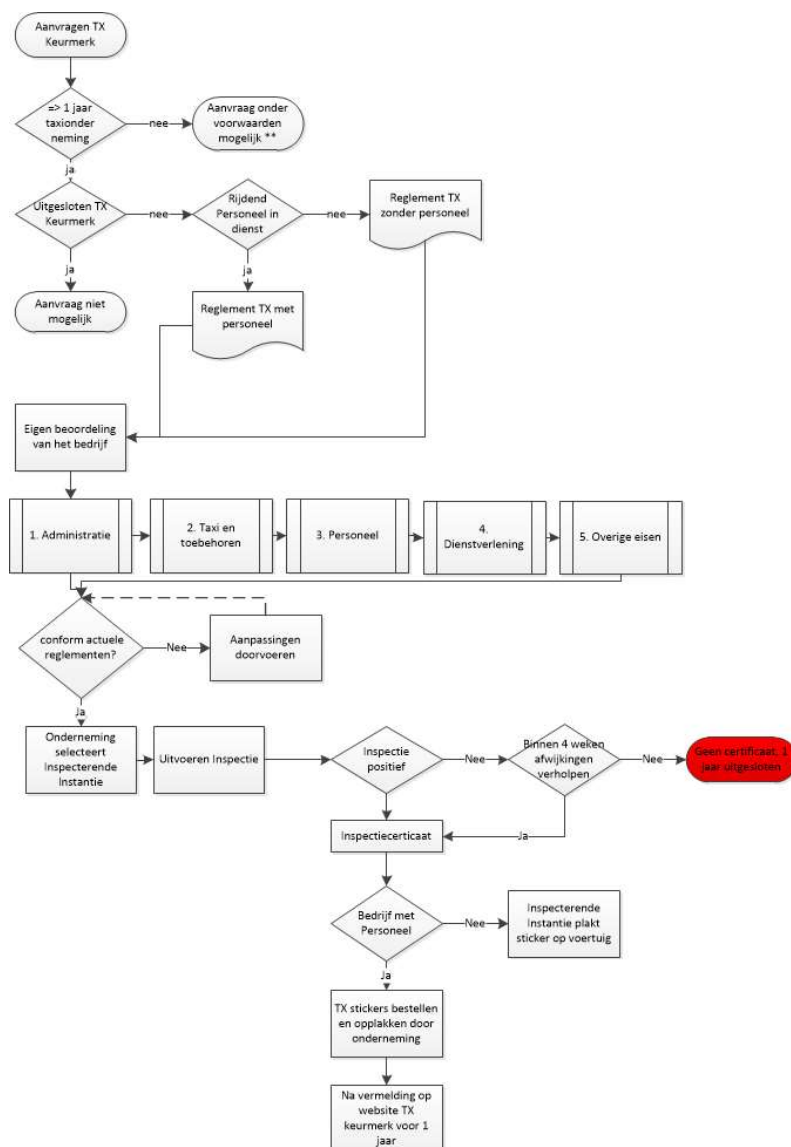 Aanvragen TX
Keurmerk
=> 1 jaar
taxionder
neming
nee
Aanvraag onder
voorwaarden
mogelijk **
ja
Uitgesloten TX
Keurmerk
nee
Rijdend
Personeel in
dienst
nee
Reglement TX
zonder personeel
ja
ja
Aanvraag niet
mogelijk
Reglement TX met
personeel
Eigen beoordeling
van het bedrijf
1. Administratie
2. Taxi en
toebehoren
3. Personeel
4.
Dienstverlening
5. Overige eisen
conform actuele
reglementen?
Nee
Aanpassingen
doorvoeren
Ja
Onderneming
selecteert
Inspecterende
Instantie
Uitvoeren Inspectie
Inspectie
positief
Nee
Binnen 4 weken
afwijkingen
verholpen
Nee
Geen certificaat, 1
jaar uitgesloten
Inspectiecerticaat
Ja
Bedrijf met
Personeel
Nee
Inspecterende
Instantie plakt
sticker op voertuig
Ja
TX stickers bestellen
en opplakken door
onderneming
Na vermelding op
website TX
keurmerk voor 1
jaar